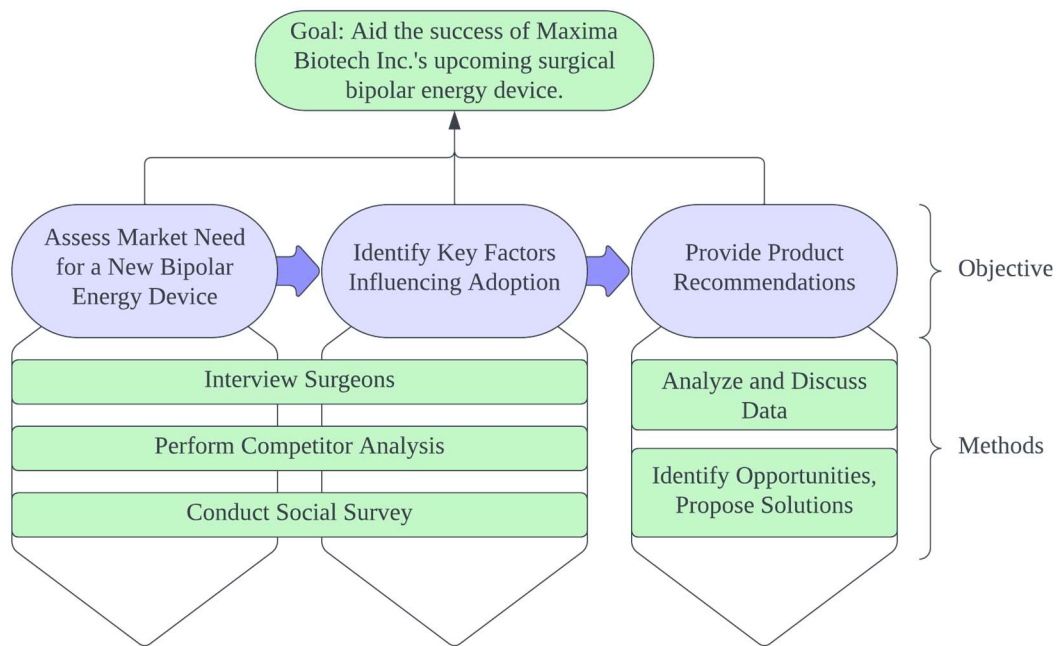 Goal: Aid the success of Maxima
Biotech Inc.'s upcoming surgical
bipolar energy device.
Assess Market Need
for a New Bipolar
Energy Device
Identify Key Factors
Influencing Adoption
Provide Product
Recommendations
Objective
Interview Surgeons
Perform Competitor Analysis
Conduct Social Survey
Analyze and Discuss
Data
Identify Opportunities,
Propose Solutions
Methods